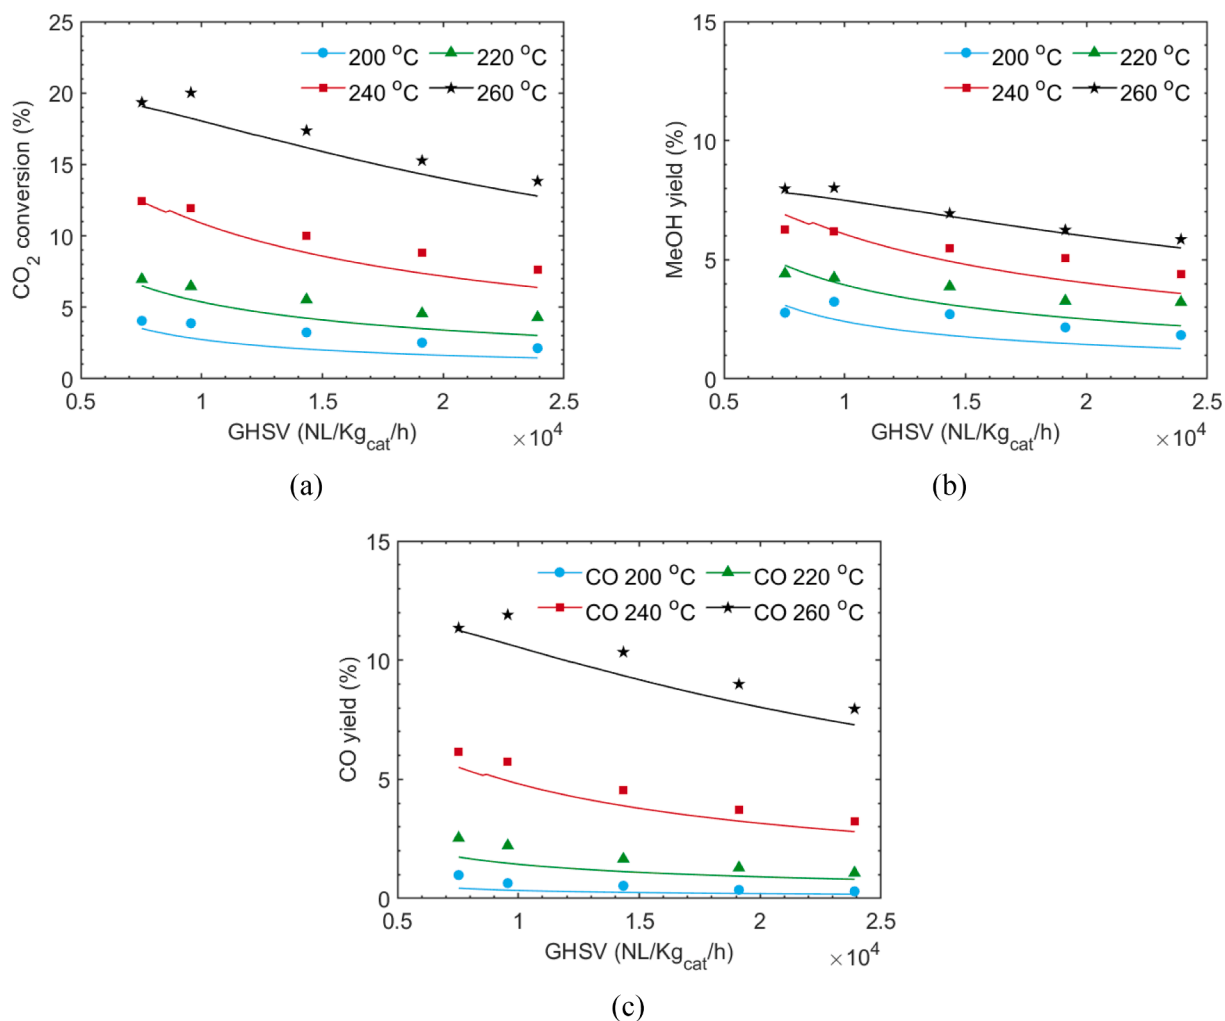 25
20
15
10
5
0
CO2 conversion (%)
200 °C 220 °C
240 °C 260 °C
0.5 1 1.5 2 2.5
GHSV (NL/Kgcat/h) ×10^4
(a)
15
10
5
0
MeOH yield (%)
200 °C 220 °C
240 °C 260 °C
0.5 1 1.5 2 2.5
GHSV (NL/Kgcat/h) ×10^4
(b)
15
10
5
0
CO yield (%)
CO 200 °C CO 220 °C
CO 240 °C CO 260 °C
0.5 1 1.5 2 2.5
GHSV (NL/Kgcat/h) ×10^4
(c)